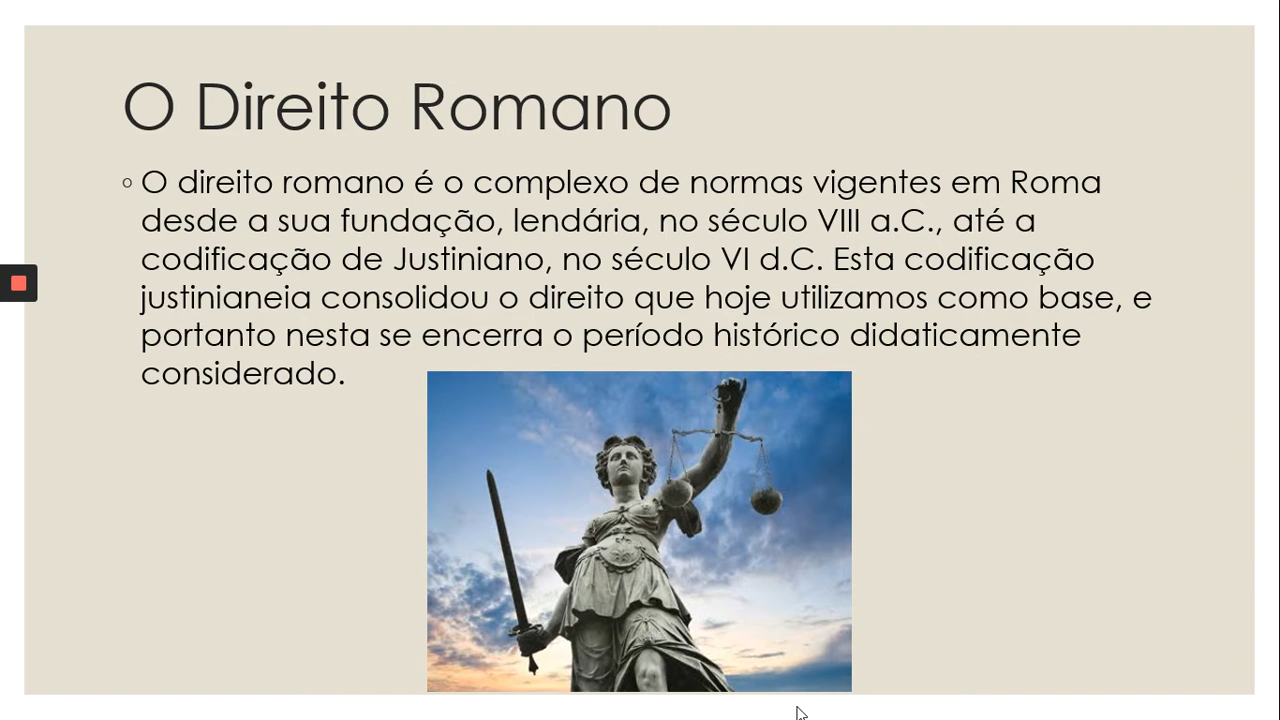 O Direito Romano
O direito romano é o complexo de normas vigentes em Roma
desde a sua fundação, lendária, no século VIII a.C., até a
codificação de Justiniano, no século VI d.C. Esta codificação
justinianeia consolidou o direito que hoje utilizamos como base, e
portanto nesta se encerra o período histórico didaticamente
considerado.